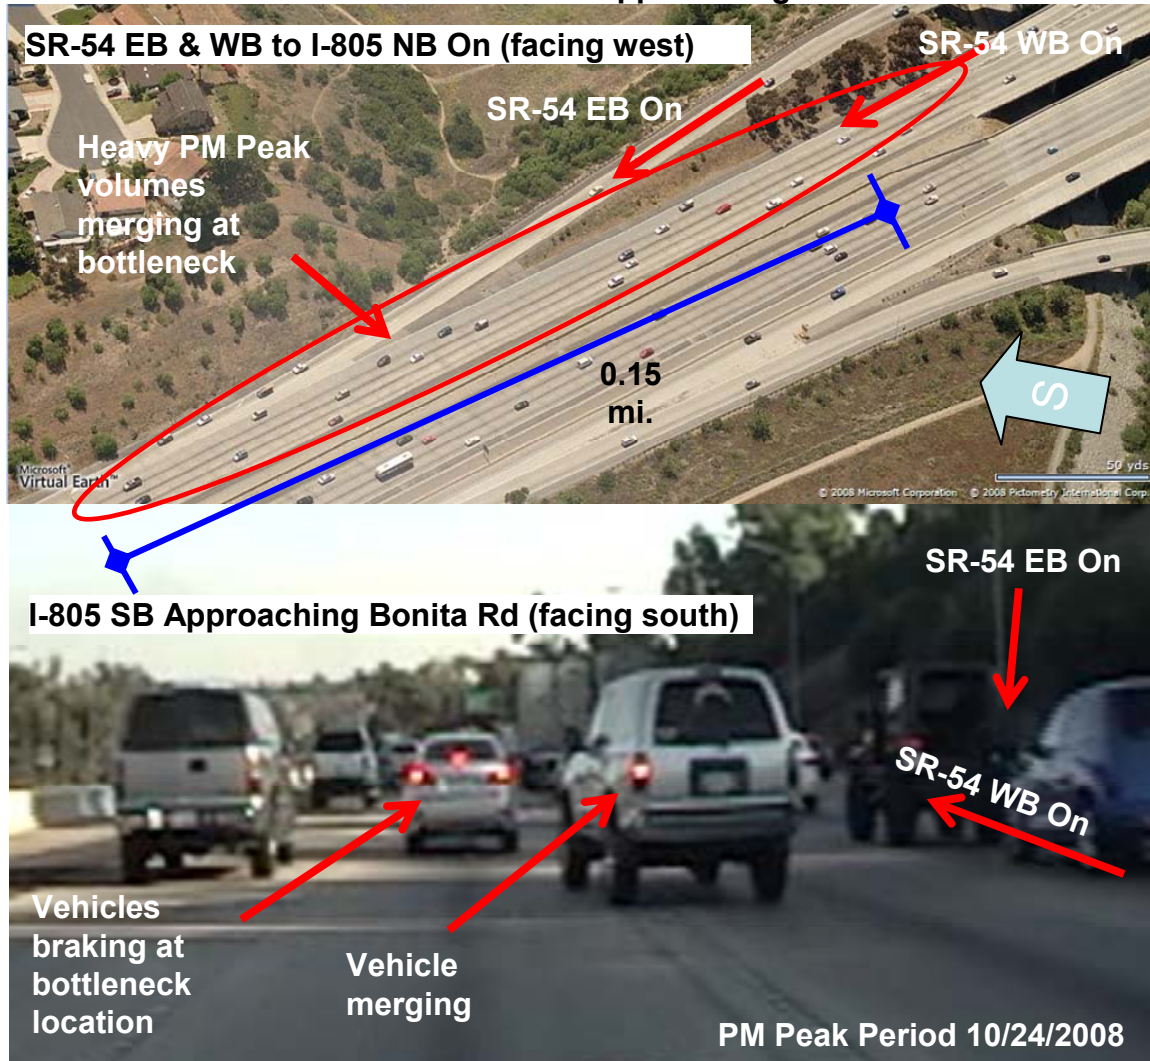 SR-54 EB & WB to I-805 NB On (facing west)
SR-54 WB On
SR-54 EB On
Heavy PM Peak
volumes
merging at
bottleneck
0.15
mi.
S
Microsoft®
Virtual Earth™
50 yds
© 2008 Microsoft Corporation © 2008 Pictometry International Corp.
I-805 SB Approaching Bonita Rd (facing south)
SR-54 EB On
SR-54 WB On
Vehicles
braking at
bottleneck
location
Vehicle
merging
PM Peak Period 10/24/2008